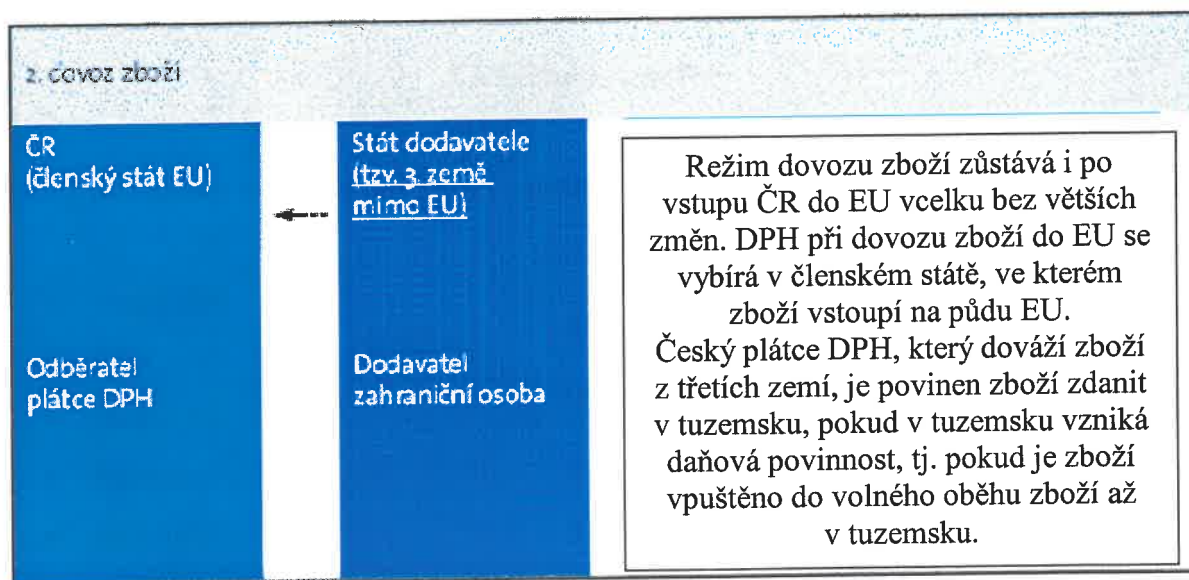 2. dovoz zboží
ČR
(členský stát EU)
Odběratel
plátce DPH
Stát dodavatele
(tzv. 3. země
mimo EU)
Dodavatel
zahraniční osoba
Režim dovozu zboží zůstává i po
vstupu ČR do EU vcelku bez větších
změn. DPH při dovozu zboží do EU se
vybírá v členském státě, ve kterém
zboží vstoupí na půdu EU.
Český plátce DPH, který dováží zboží
z třetích zemí, je povinen zboží zdanit
v tuzemsku, pokud v tuzemsku vzniká
daňová povinnost, tj. pokud je zboží
vpuštěno do volného oběhu zboží až
v tuzemsku.